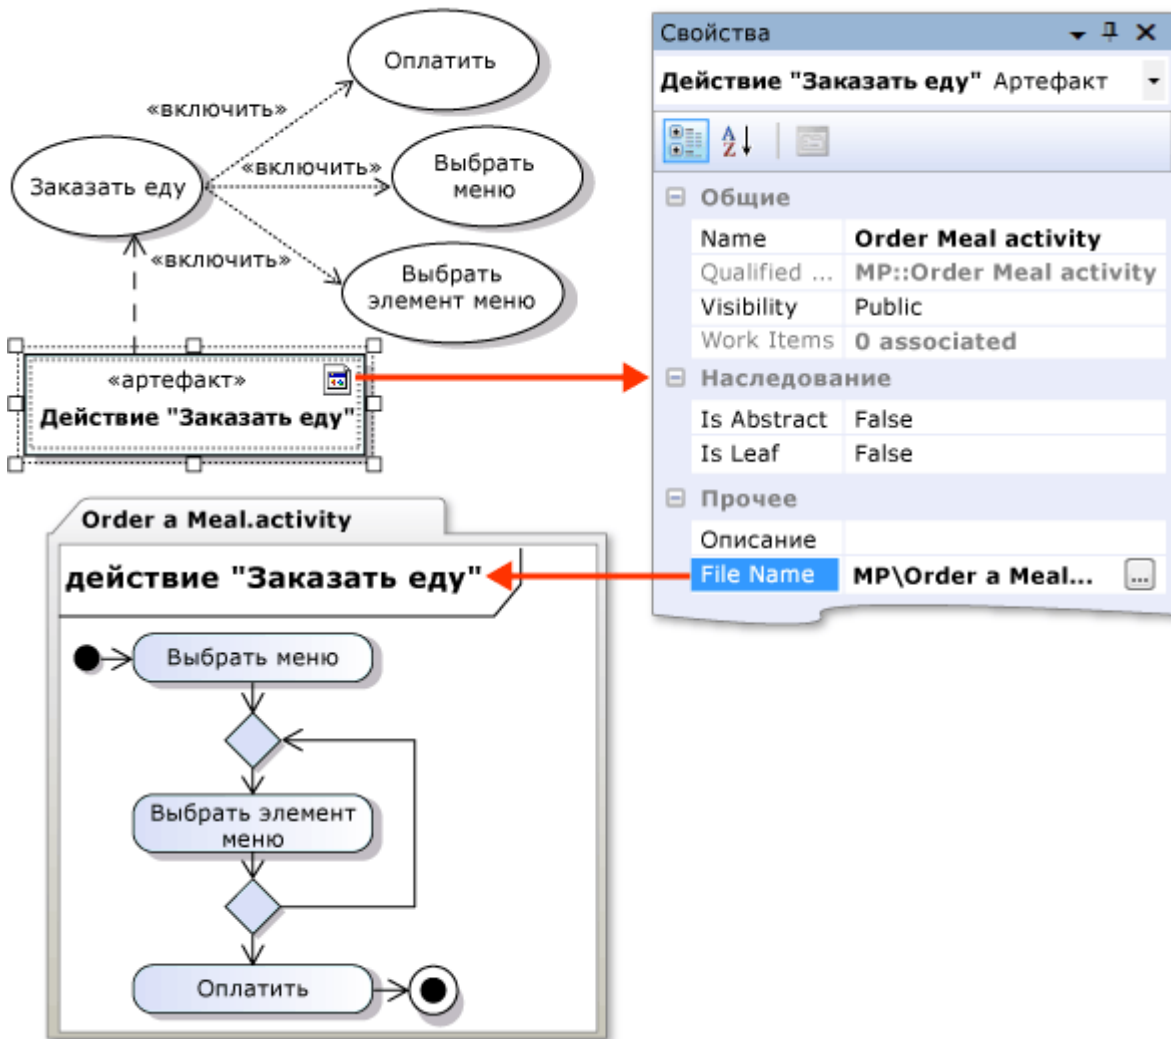 Оплатить
«включить»
Заказать еду
«включить»
Выбрать
меню
«включить»
Выбрать
элемент меню
«артефакт»
Действие "Заказать еду"
Свойства
Действие "Заказать еду" Артефакт
A
Z
Общие
Name Order Meal activity
Qualified ... MP::Order Meal activity
Visibility Public
Work Items 0 associated
Наследование
Is Abstract False
Is Leaf False
Прочее
Описание
File Name MP\Order a Meal... ...
Order a Meal.activity
действие "Заказать еду"
Выбрать меню
Выбрать элемент
меню
Оплатить